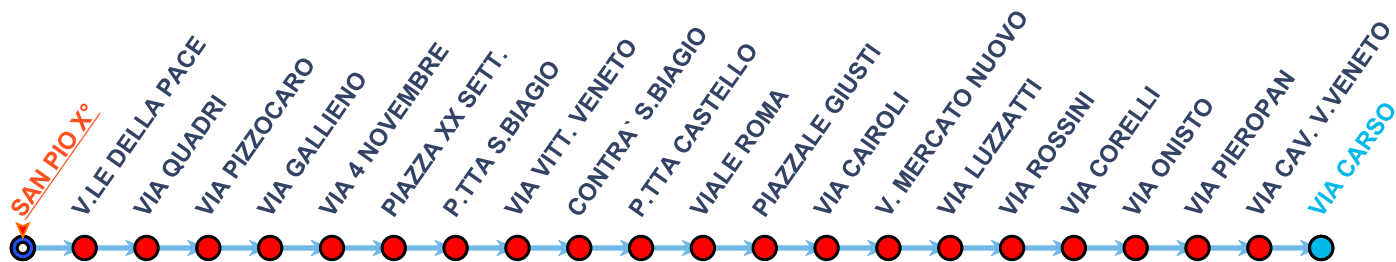 SAN PIO X°
V.LE DELLA PACE
VIA QUADRI
VIA PIZZOCARO
VIA GALLIENO
VIA 4 NOVEMBRE
PIAZZA XX SETT.
P.TTA S.BIAGIO
VIA VITT. VENETO
CONTRA` S.BIAGIO
P.TTA CASTELLO
VIALE ROMA
PIAZZALE GIUSTI
VIA CAIROLI
V. MERCATO NUOVO
VIA LUZZATTI
VIA ROSSINI
VIA CORELLI
VIA ONISTO
VIA PIEROPAN
VIA CAV. V.VENETO
VIA CARSO